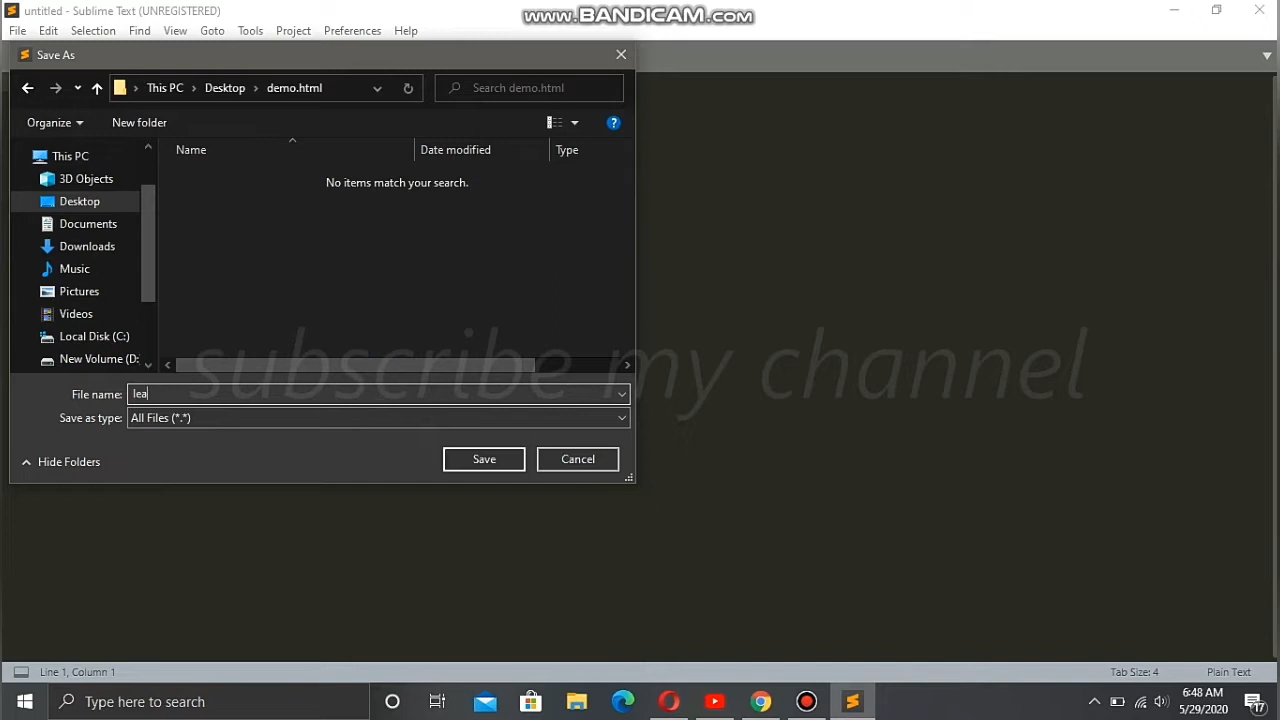 untitled - Sublime Text (UNREGISTERED)
www.BANDICAM.com
File Edit Selection Find View Goto Tools Project Preferences Help
Save As
This PC > Desktop > demo.html
Search demo.html
Organize
New folder
Name
Date modified
Type
No items match your search.
This PC
3D Objects
Desktop
Documents
Downloads
Music
Pictures
Videos
Local Disk (C:)
New Volume (D:
subscribe my channel
File name: lea
Save as type: All Files (*.*)
Hide Folders
Save
Cancel
Line 1, Column 1
Tab Size: 4
Plain Text
Type here to search
6:48 AM
5/29/2020
17